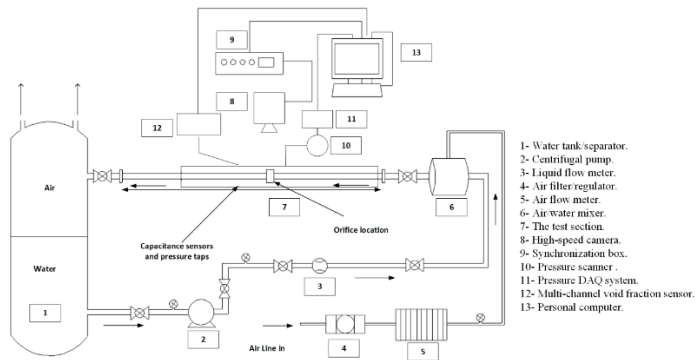 9
13
8
11
12
10
Air
7
6
Orifice location
Capacitance sensors
and pressure taps
Water
3
1
2
Air Line in
4
5
1- Water tank/separator.
2- Centrifugal pump.
3- Liquid flow meter.
4- Air filter/regulator.
5- Air flow meter.
6- Air/water mixer.
7- The test section.
8- High-speed camera.
9- Synchronization box.
10- Pressure scanner .
11- Pressure DAQ system.
12- Multi-channel void fraction sensor.
13- Personal computer.